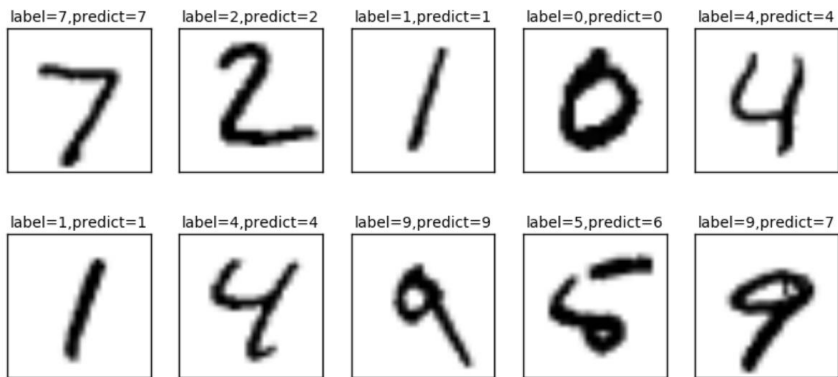 label=7,predict=7 label=2,predict=2 label=1,predict=1 label=0,predict=0 label=4,predict=4
7 2 1 0 4
label=1,predict=1 label=4,predict=4 label=9,predict=9 label=5,predict=6 label=9,predict=7
1 4 9 5 9